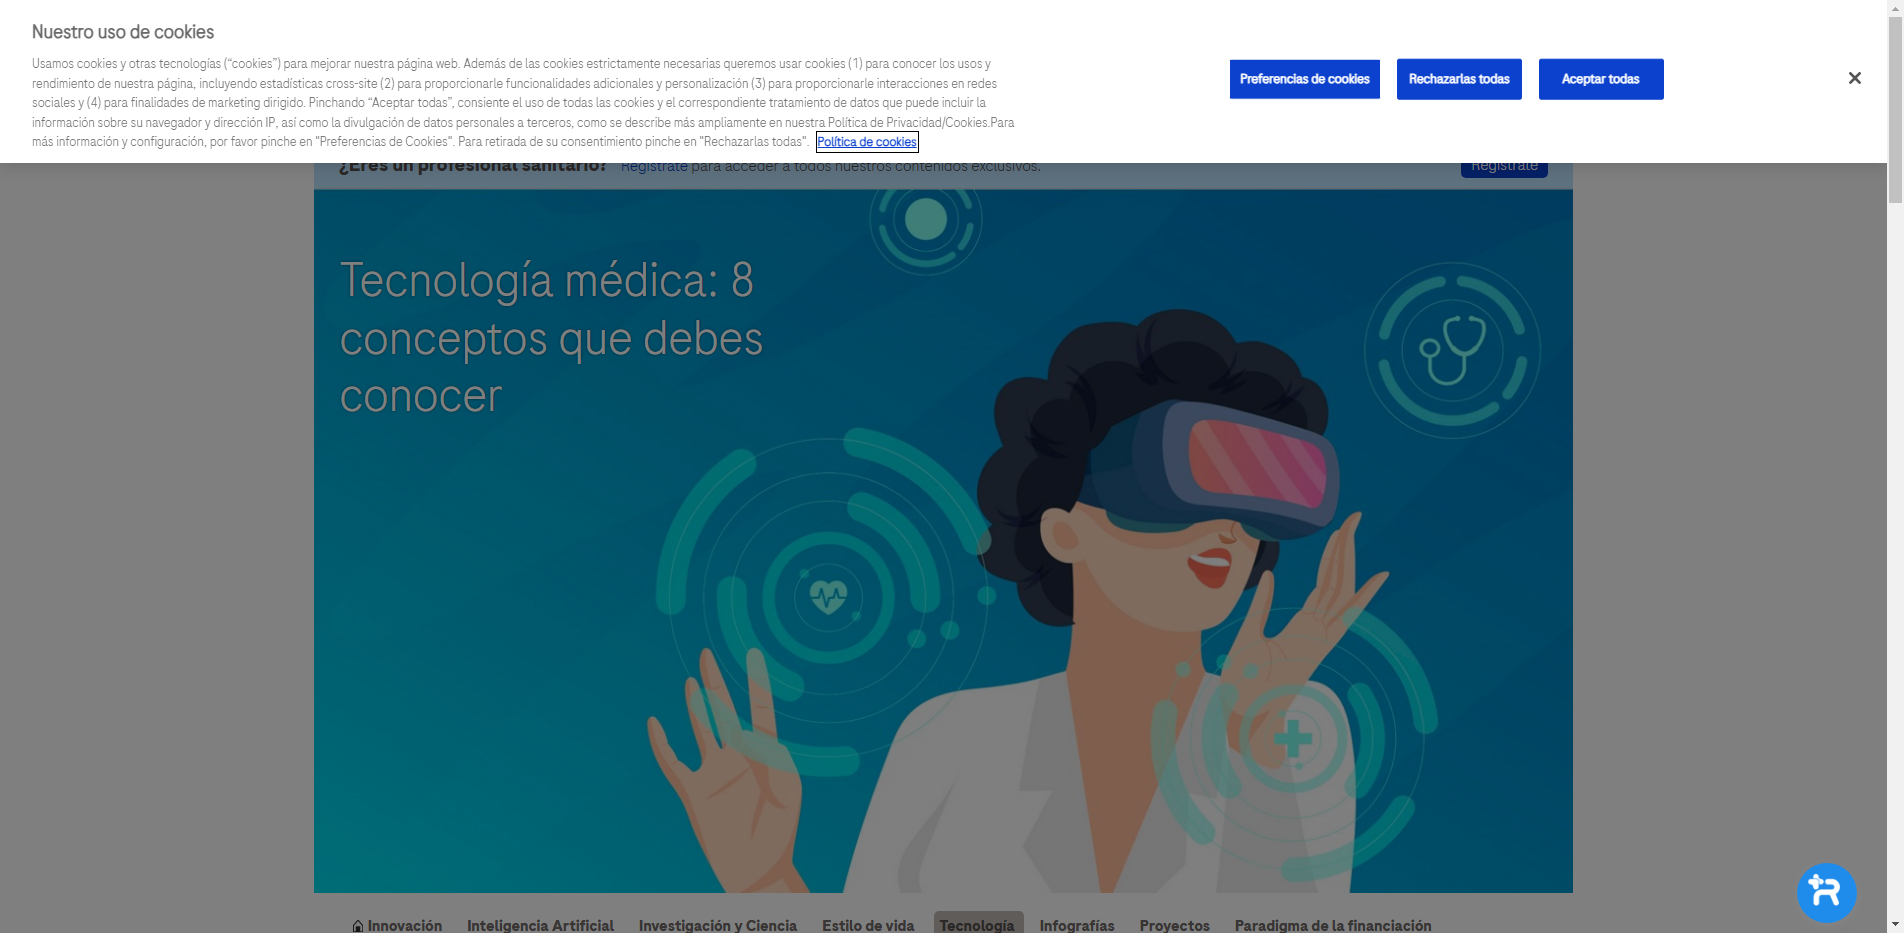 Nuestro uso de cookies
Usamos cookies y otras tecnologías (“cookies”) para mejorar nuestra página web. Además de las cookies estrictamente necesarias queremos usar cookies (1) para conocer los usos y
rendimiento de nuestra página, incluyendo estadísticas cross-site (2) para proporcionarle funcionalidades adicionales y personalización (3) para proporcionarle interacciones en redes
sociales y (4) para finalidades de marketing dirigido. Pinchando “Aceptar todas”, consiente el uso de todas las cookies y el correspondiente tratamiento de datos que puede incluir la
información sobre su navegador y dirección IP, así como la divulgación de datos personales a terceros, como se describe más ampliamente en nuestra Política de Privacidad/Cookies.Para
más información y configuración, por favor pinche en "Preferencias de Cookies". Para retirada de su consentimiento pinche en "Rechazarlas todas". Política de cookies
Preferencias de cookies Rechazarlas todas Aceptar todas
¿Eres un profesional sanitario? Regístrate para acceder a todos nuestros contenidos exclusivos. Regístrate
Tecnología médica: 8
conceptos que debes
conocer
Innovación Inteligencia Artificial Investigación y Ciencia Estilo de vida Tecnología Infografías Proyectos Paradigma de la financiación